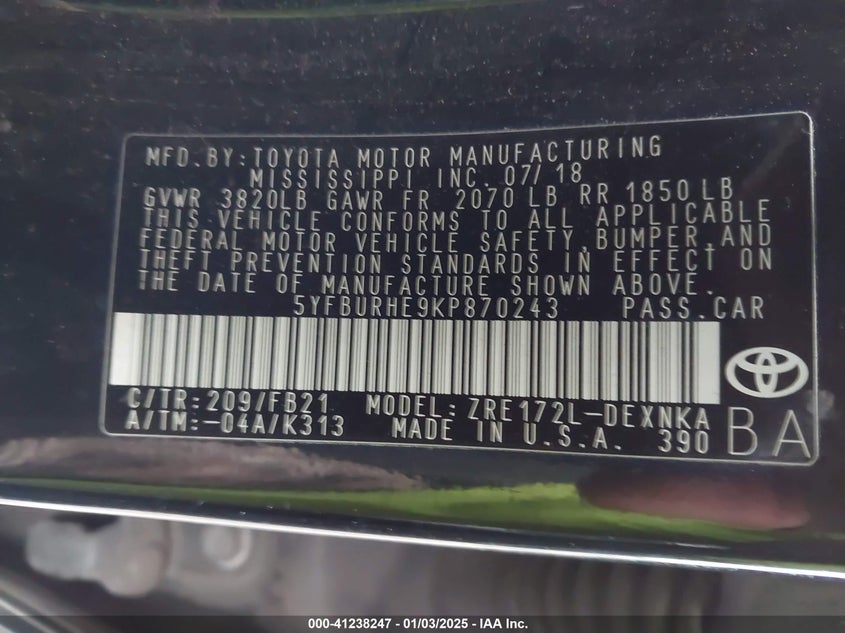 MFD.BY:TOYOTA MOTOR MANUFACTURING
MISSISSIPPI INC. 07/18
GVWR 3820LB GAWR FR 2070 LB RR 1850 LB
THIS VEHICLE CONFORMS TO ALL APPLICABLE
FEDERAL MOTOR VEHICLE SAFETY,BUMPER,AND
THEFT PREVENTION STANDARDS IN EFFECT ON
THE DATE OF MANUFACTURE SHOWN ABOVE.
5YFBURHE9KP870243 PASS.CAR
C/TR:209/FB21 MODEL:ZRE172L-DEXNKA
A/TM:-04A/K313 MADE IN U.S.A. 390
BA
000-41238247 - 01/03/2025 - IAA Inc.